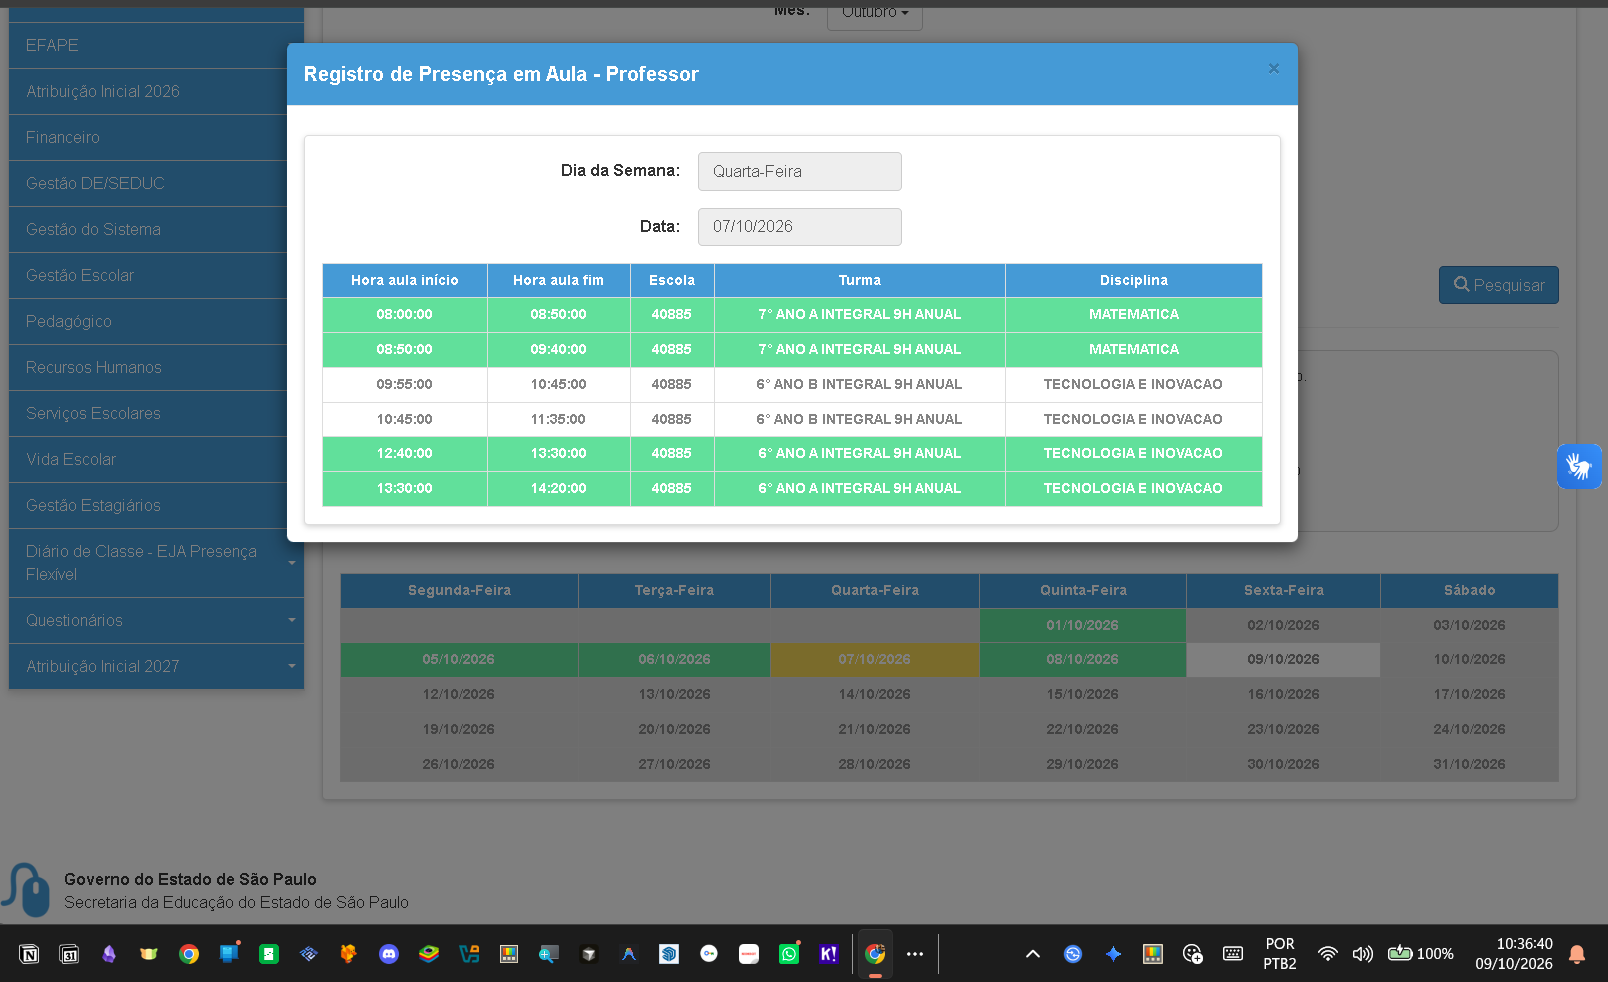 Mês:
Outubro
EFAPE
Atribuição Inicial 2026
Financeiro
Gestão DE/SEDUC
Gestão do Sistema
Gestão Escolar
Pedagógico
Recursos Humanos
Serviços Escolares
Vida Escolar
Gestão Estagiários
Diário de Classe - EJA Presença
Flexível
Questionários
Atribuição Inicial 2027
Registro de Presença em Aula - Professor
×
Dia da Semana: Quarta-Feira
Data: 07/10/2026
Hora aula início Hora aula fim Escola Turma Disciplina
08:00:00 08:50:00 40885 7° ANO A INTEGRAL 9H ANUAL MATEMATICA
08:50:00 09:40:00 40885 7° ANO A INTEGRAL 9H ANUAL MATEMATICA
09:55:00 10:45:00 40885 6° ANO B INTEGRAL 9H ANUAL TECNOLOGIA E INOVACAO
10:45:00 11:35:00 40885 6° ANO B INTEGRAL 9H ANUAL TECNOLOGIA E INOVACAO
12:40:00 13:30:00 40885 6° ANO A INTEGRAL 9H ANUAL TECNOLOGIA E INOVACAO
13:30:00 14:20:00 40885 6° ANO A INTEGRAL 9H ANUAL TECNOLOGIA E INOVACAO
Pesquisar
Segunda-Feira Terça-Feira Quarta-Feira Quinta-Feira Sexta-Feira Sábado
01/10/2026 02/10/2026 03/10/2026
05/10/2026 06/10/2026 07/10/2026 08/10/2026 09/10/2026 10/10/2026
12/10/2026 13/10/2026 14/10/2026 15/10/2026 16/10/2026 17/10/2026
19/10/2026 20/10/2026 21/10/2026 22/10/2026 23/10/2026 24/10/2026
26/10/2026 27/10/2026 28/10/2026 29/10/2026 30/10/2026 31/10/2026
Governo do Estado de São Paulo
Secretaria da Educação do Estado de São Paulo
31
K!
POR
PTB2
100%
10:36:40
09/10/2026